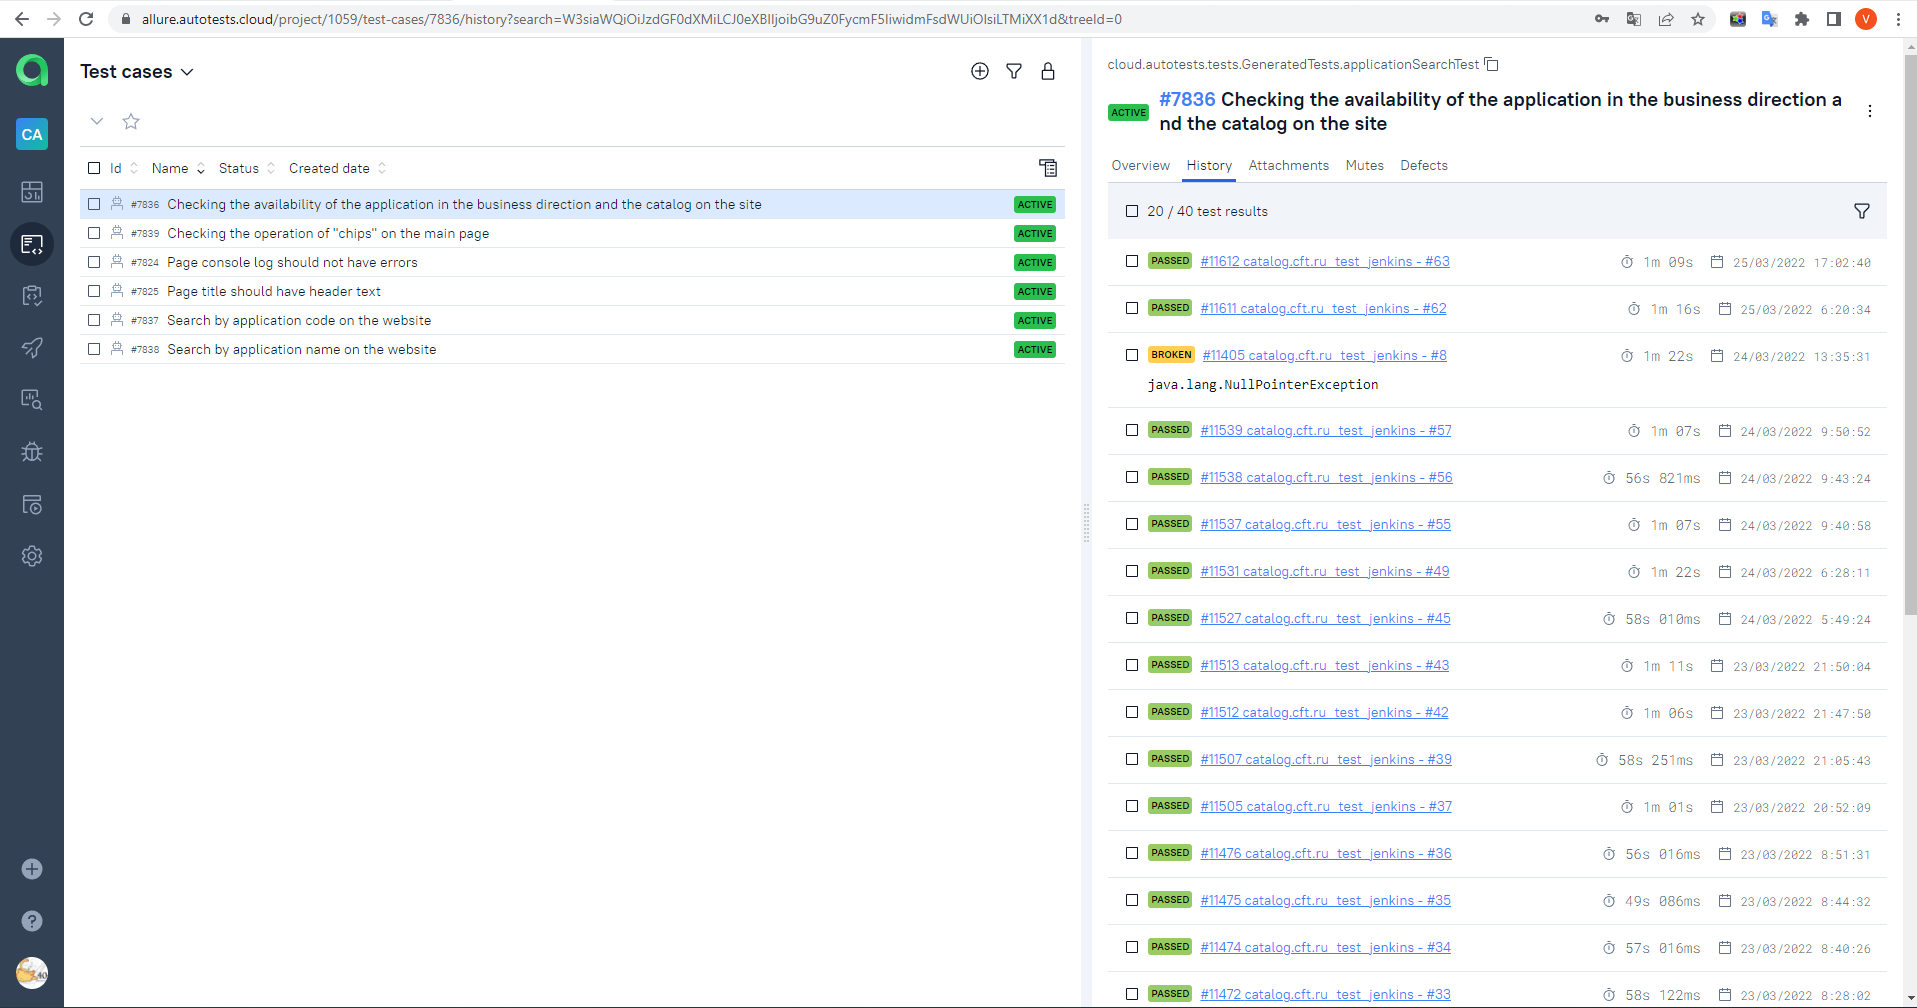 allure.autotests.cloud/project/1059/test-cases/7836/history?search=W3siaWQiOiJzdGF0dXMiLCJ0eXBlIjoibG9uZ0FycmF5IiwidmFsdWUiOlsiLTMiXX1d&treeId=0
V
CA
Test cases
Id Name Status Created date
#7836 Checking the availability of the application in the business direction and the catalog on the site ACTIVE
#7839 Checking the operation of "chips" on the main page ACTIVE
#7824 Page console log should not have errors ACTIVE
#7825 Page title should have header text ACTIVE
#7837 Search by application code on the website ACTIVE
#7838 Search by application name on the website ACTIVE
cloud.autotests.tests.GeneratedTests.applicationSearchTest
ACTIVE
#7836 Checking the availability of the application in the business direction a
nd the catalog on the site
Overview History Attachments Mutes Defects
20 / 40 test results
PASSED #11612 catalog.cft.ru_test_jenkins - #63 1m 09s 25/03/2022 17:02:40
PASSED #11611 catalog.cft.ru_test_jenkins - #62 1m 16s 25/03/2022 6:20:34
BROKEN #11405 catalog.cft.ru_test_jenkins - #8 1m 22s 24/03/2022 13:35:31
java.lang.NullPointerException
PASSED #11539 catalog.cft.ru_test_jenkins - #57 1m 07s 24/03/2022 9:50:52
PASSED #11538 catalog.cft.ru_test_jenkins - #56 56s 821ms 24/03/2022 9:43:24
PASSED #11537 catalog.cft.ru_test_jenkins - #55 1m 07s 24/03/2022 9:40:58
PASSED #11531 catalog.cft.ru_test_jenkins - #49 1m 22s 24/03/2022 6:28:11
PASSED #11527 catalog.cft.ru_test_jenkins - #45 58s 010ms 24/03/2022 5:49:24
PASSED #11513 catalog.cft.ru_test_jenkins - #43 1m 11s 23/03/2022 21:50:04
PASSED #11512 catalog.cft.ru_test_jenkins - #42 1m 06s 23/03/2022 21:47:50
PASSED #11507 catalog.cft.ru_test_jenkins - #39 58s 251ms 23/03/2022 21:05:43
PASSED #11505 catalog.cft.ru_test_jenkins - #37 1m 01s 23/03/2022 20:52:09
PASSED #11476 catalog.cft.ru_test_jenkins - #36 56s 016ms 23/03/2022 8:51:31
PASSED #11475 catalog.cft.ru_test_jenkins - #35 49s 086ms 23/03/2022 8:44:32
PASSED #11474 catalog.cft.ru_test_jenkins - #34 57s 016ms 23/03/2022 8:40:26
PASSED #11472 catalog.cft.ru_test_jenkins - #33 58s 122ms 23/03/2022 8:28:02